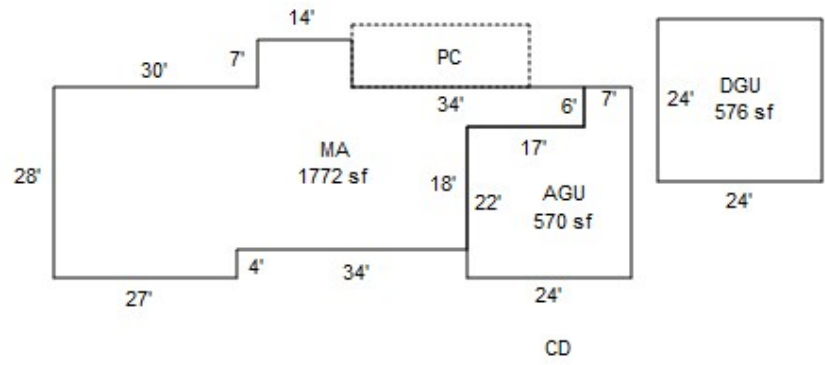 14'
7'
PC
30'
34'
6'
7'
24'
DGU
576 sf
17'
MA
1772 sf
28'
18'
22'
AGU
570 sf
24'
4'
34'
27'
24'
CD